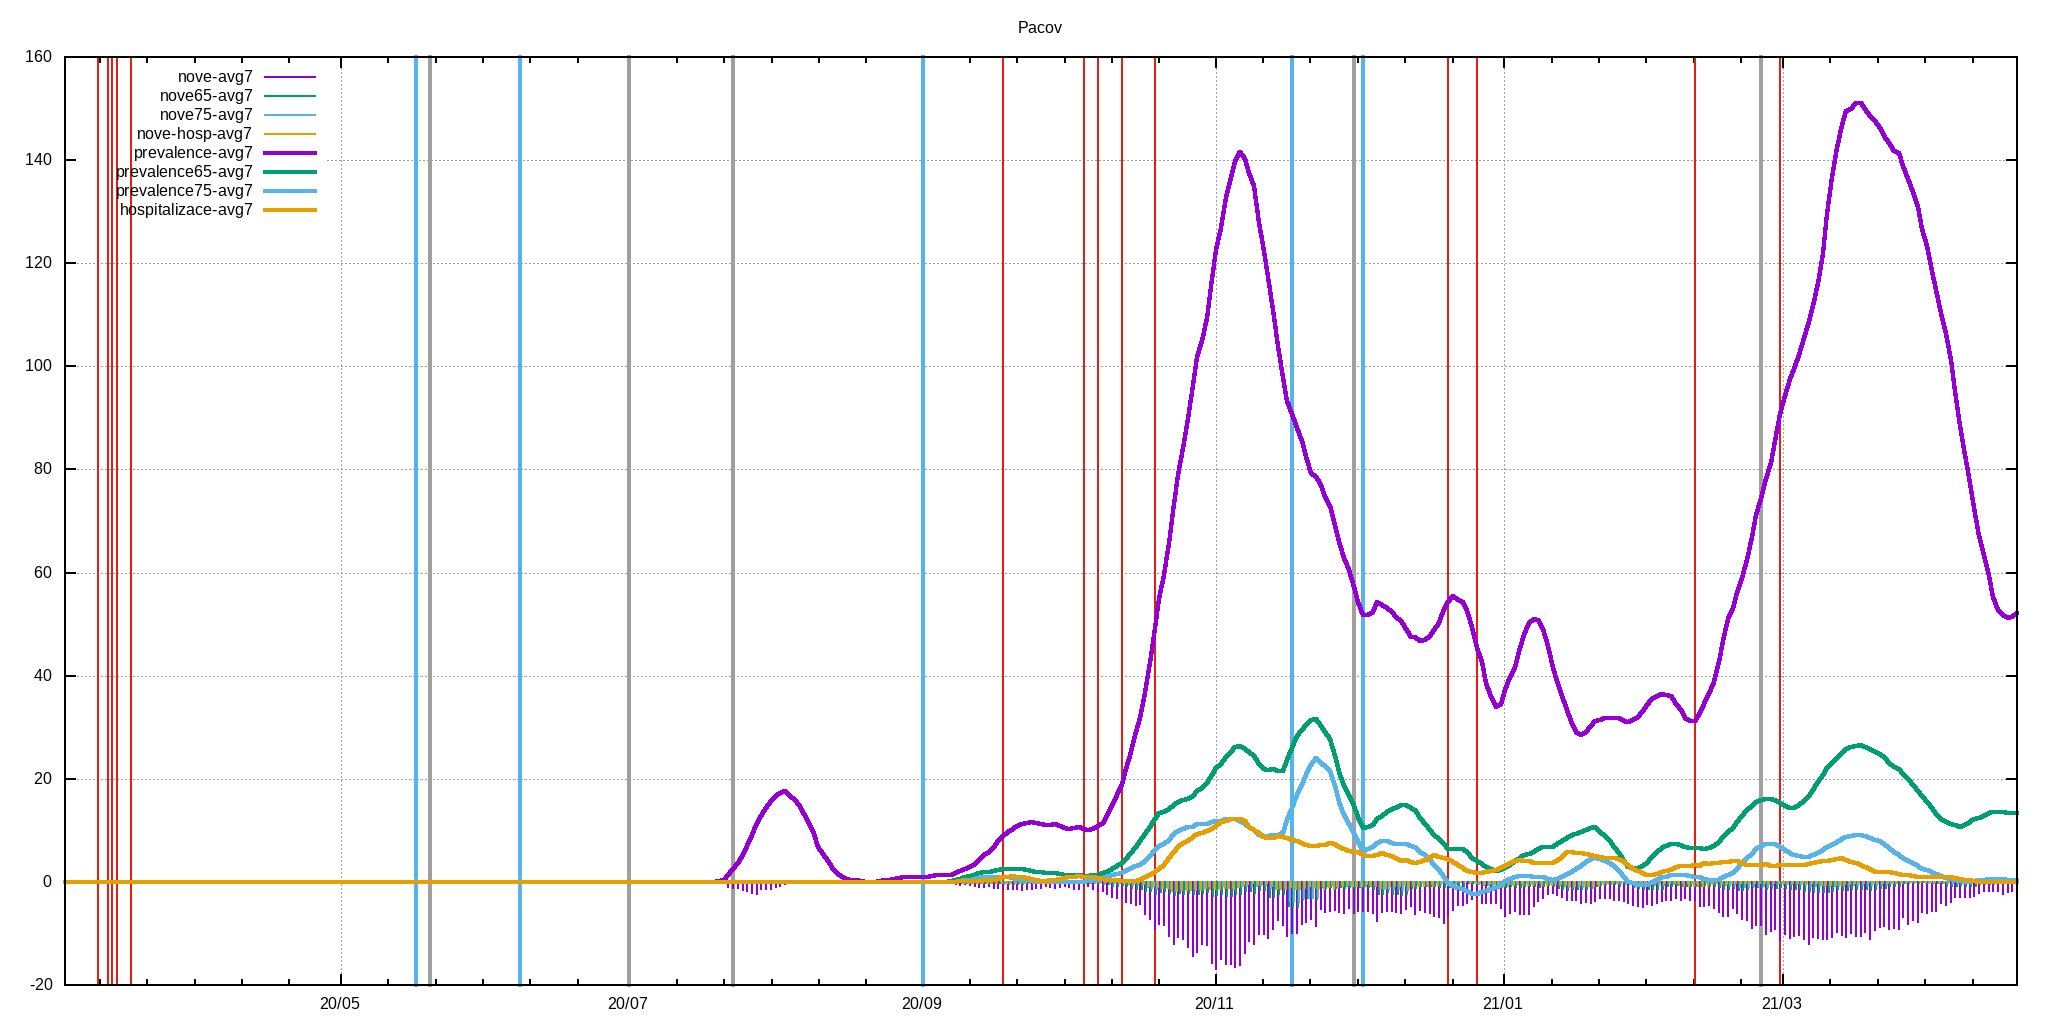 Pacov
160
140
120
100
80
60
40
20
0
-20
nove-avg7
nove65-avg7
nove75-avg7
nove-hosp-avg7
prevalence-avg7
prevalence65-avg7
prevalence75-avg7
hospitalizace-avg7
20/05 20/07 20/09 20/11 21/01 21/03